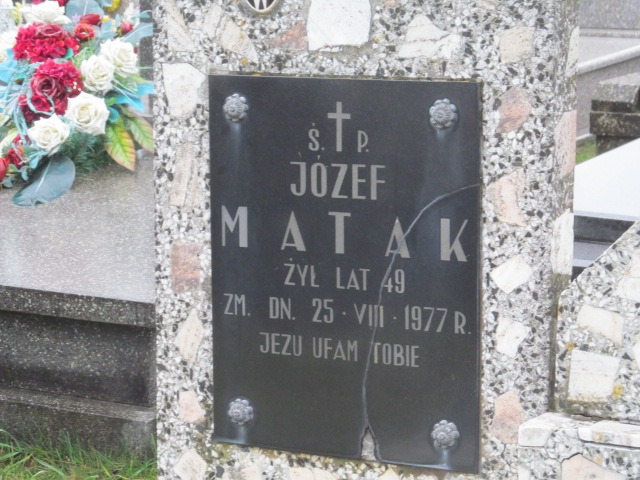 Ś. P.
JÓZEF
MATAK
ŻYŁ LAT 49
ZM. DN. 25 · VIII · 1977 R.
JEZU UFAM TOBIE